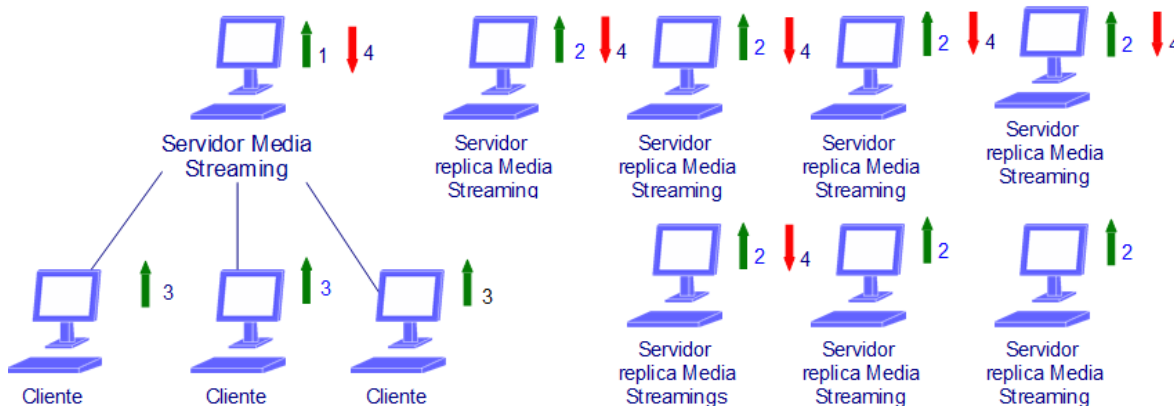 1 4
2 4
2 4
2 4
2 4
Servidor Media
Streaming
Servidor
replica Media
Streaming
Servidor
replica Media
Streaming
Servidor
replica Media
Streaming
Servidor
replica Media
Streaming
3
3
3
2 4
2
2
Cliente
Cliente
Cliente
Servidor
replica Media
Streamings
Servidor
replica Media
Streaming
Servidor
replica Media
Streaming